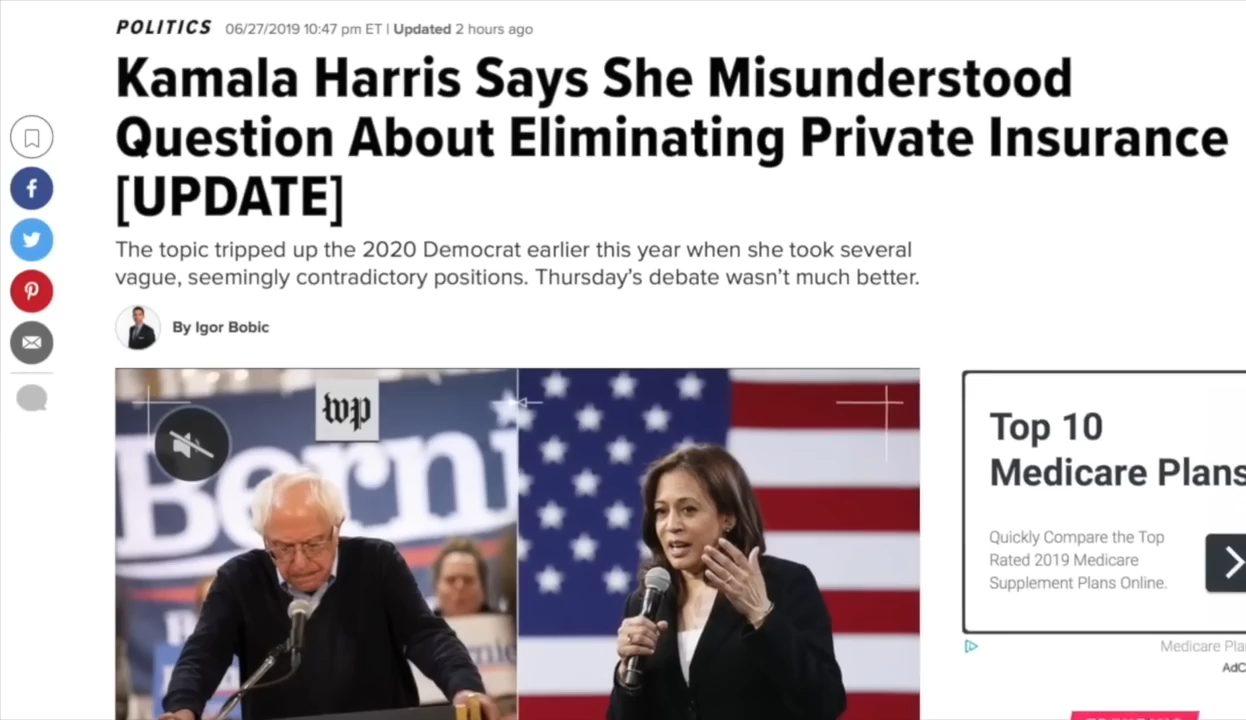 POLITICS 06/27/2019 10:47 pm ET | Updated 2 hours ago
Kamala Harris Says She Misunderstood
Question About Eliminating Private Insurance
[UPDATE]
The topic tripped up the 2020 Democrat earlier this year when she took several
vague, seemingly contradictory positions. Thursday's debate wasn't much better.
By Igor Bobic
wp
Berni
Top 10
Medicare Plans
Quickly Compare the Top
Rated 2019 Medicare
Supplement Plans Online.
Medicare Pla
AdC